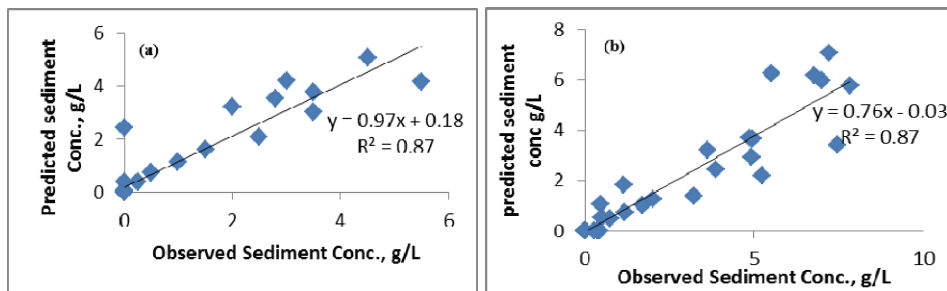 (a)
Predicted sediment
Conc., g/L
6
4
2
0
y = 0.97x + 0.18
R² = 0.87
0 2 4 6
Observed Sediment Conc., g/L
(b)
predicted sediment
conc g/L
8
6
4
2
0
y = 0.76x - 0.03
R² = 0.87
0 5 10
Observed Sediment Conc., g/L